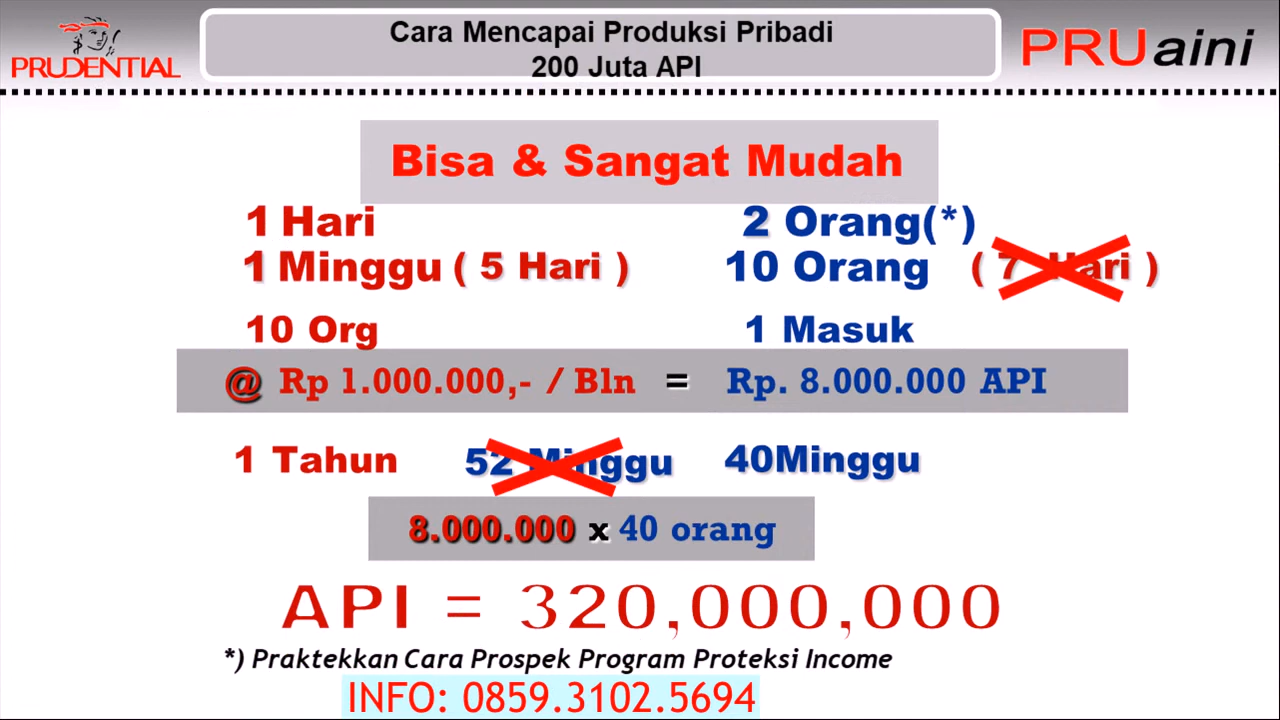 PRUDENTIAL
Cara Mencapai Produksi Pribadi
200 Juta API
PRUaini
Bisa & Sangat Mudah
1 Hari 2 Orang(*)
1 Minggu ( 5 Hari ) 10 Orang ( 7 Hari )
10 Org 1 Masuk
@ Rp 1.000.000,- / Bln = Rp. 8.000.000 API
1 Tahun 52 Minggu 40Minggu
8.000.000 x 40 orang
API = 320,000,000
*) Praktekkan Cara Prospek Program Proteksi Income
INFO: 0859.3102.5694